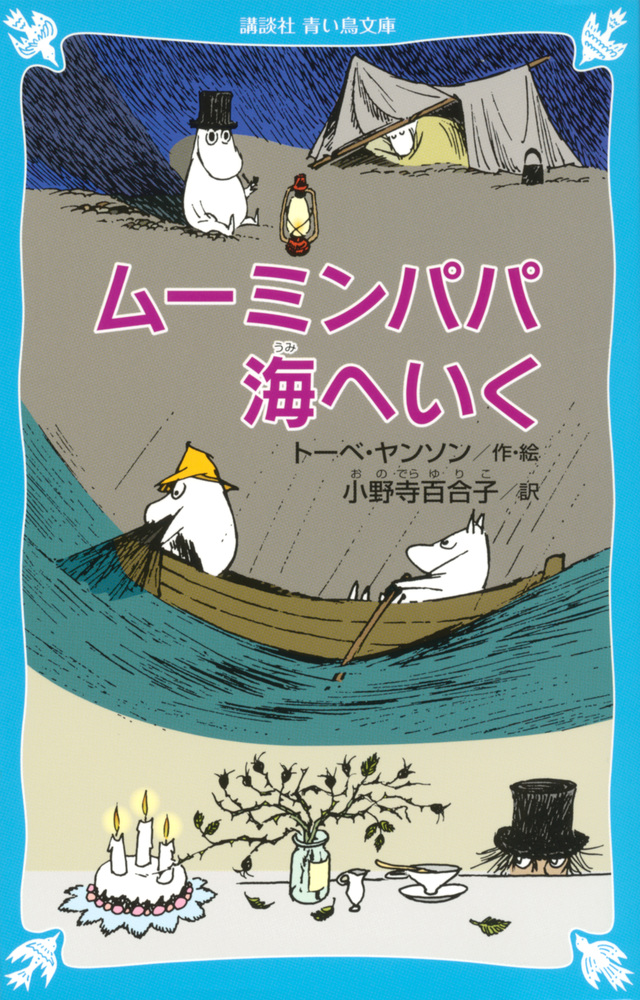 講談社 青い鳥文庫
ムーミンパパ
うみ
海へいく
トーベ・ヤンソン／作・絵
おのでらゆりこ
小野寺百合子／訳